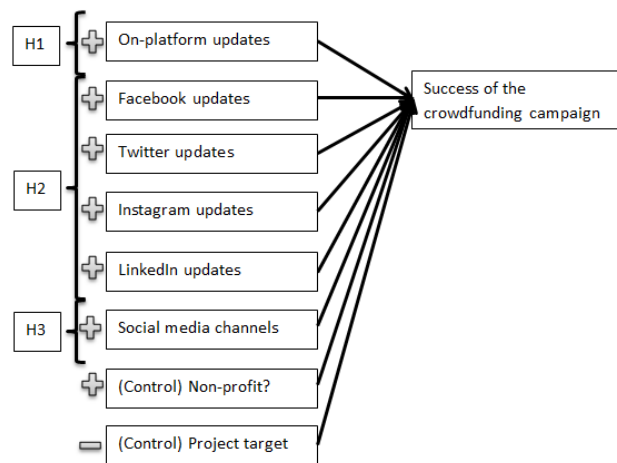 H1
On-platform updates
Success of the
crowdfunding campaign
Facebook updates
Twitter updates
H2
Instagram updates
LinkedIn updates
H3
Social media channels
(Control) Non-profit?
(Control) Project target